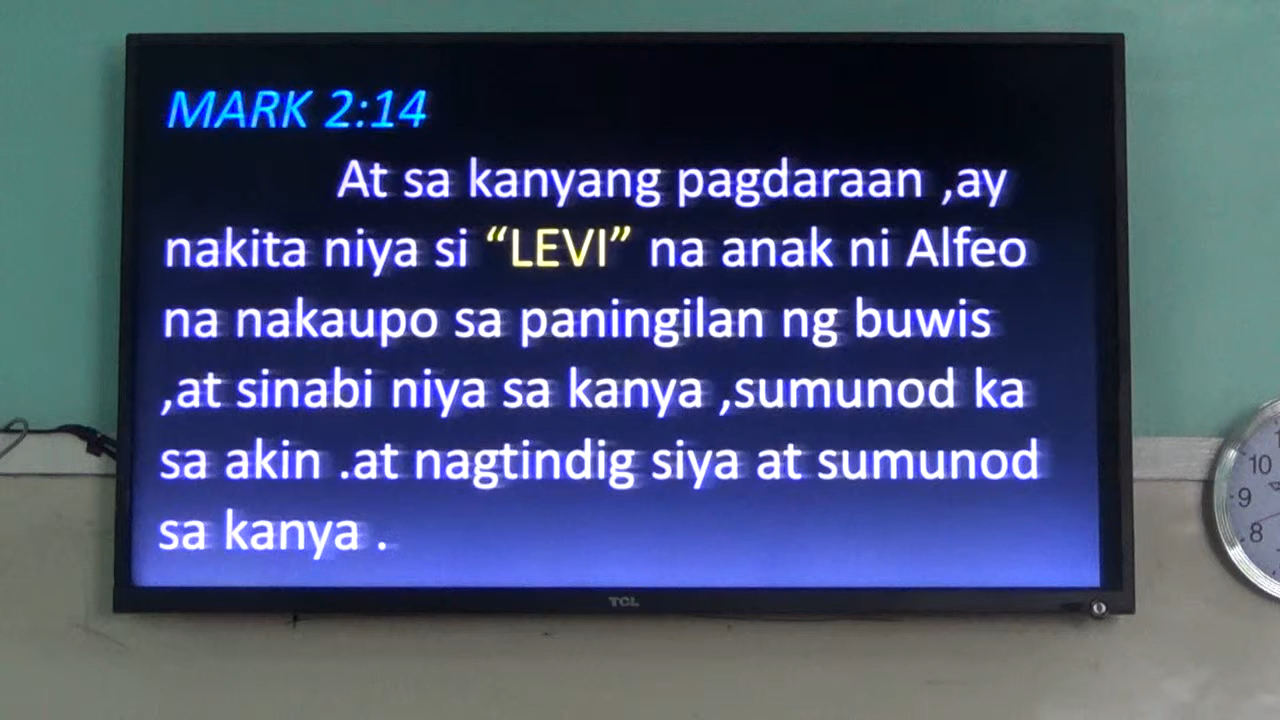 MARK 2:14
At sa kanyang pagdaraan ,ay
nakita niya si “LEVI” na anak ni Alfeo
na nakaupo sa paningilan ng buwis
,at sinabi niya sa kanya ,sumunod ka
sa akin .at nagtindig siya at sumunod
sa kanya .
TCL
10
9
8